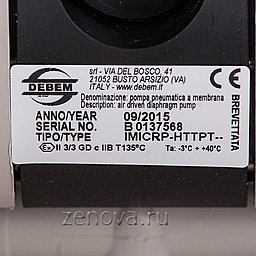 DEBEM
srl - VIA DEL BOSCO, 41
21052 BUSTO ARSIZIO (VA)
ITALY - www.debem.it
Denominazione: pompa pneumatica a membrana
Description: air driven diaphragm pump
ANNO/YEAR 09/2015
SERIAL NO. B 0137568
TIPO/TYPE IMICRP-HTTPT--
Ex II 3/3 GD c IIB T135°C Ta: -3°C ÷ +40°C
BREVETTATA
zenova.ru